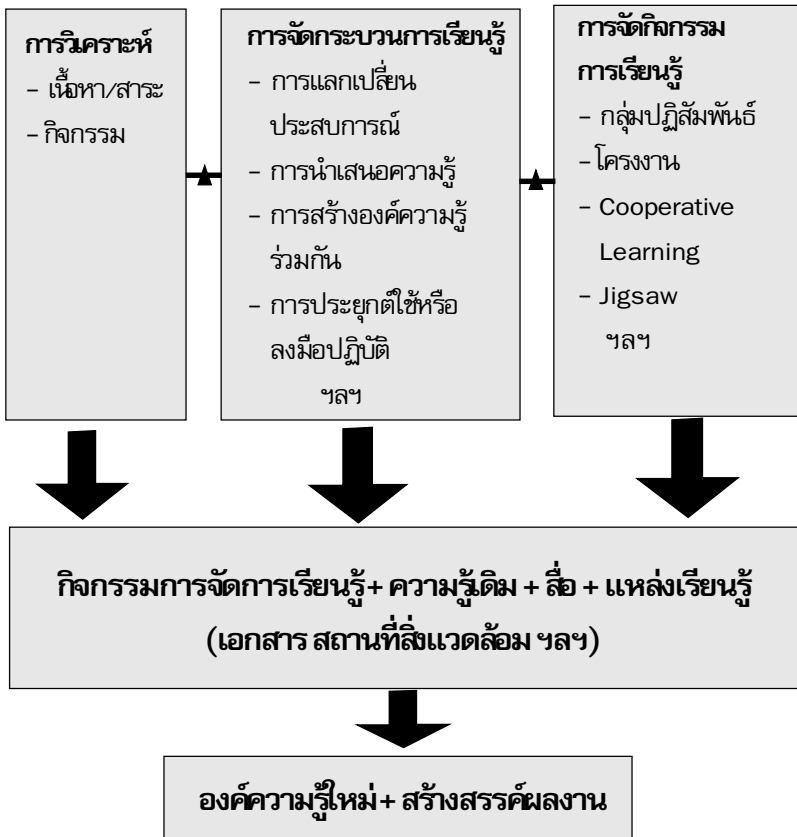 การวิเคราะห์
– เนื้อหา/สาระ
– กิจกรรม
การจัดกระบวนการเรียนรู้
– การแลกเปลี่ยน
ประสบการณ์
– การนำเสนอความรู้
– การสร้างองค์ความรู้
ร่วมกัน
– การประยุกต์ใช้หรือ
ลงมือปฏิบัติ
ฯลฯ
การจัดกิจกรรม
การเรียนรู้
– กลุ่มปฏิสัมพันธ์
– โครงงาน
– Cooperative
Learning
– Jigsaw
ฯลฯ
กิจกรรมการจัดการเรียนรู้ + ความรู้เดิม + สื่อ + แหล่งเรียนรู้
(เอกสาร สถานที่สิ่งแวดล้อม ฯลฯ)
องค์ความรู้ใหม่ + สร้างสรรค์ผลงาน